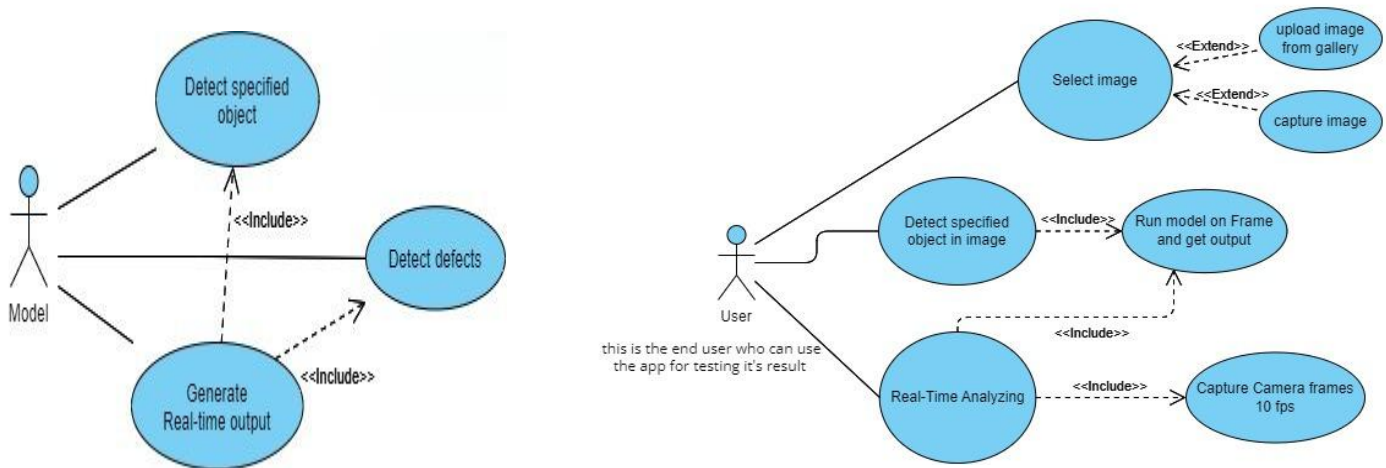 Detect specified
object
<<Include>>
Detect defects
Model
<<Include>>
Generate
Real-time output
upload image
from gallery
<<Extend>>
Select image
<<Extend>>
capture image
Detect specified
object in image
<<Include>>
Run model on Frame
and get output
User
this is the end user who can use
the app for testing it's result
<<Include>>
Real-Time Analyzing
<<Include>>
Capture Camera frames
10 fps